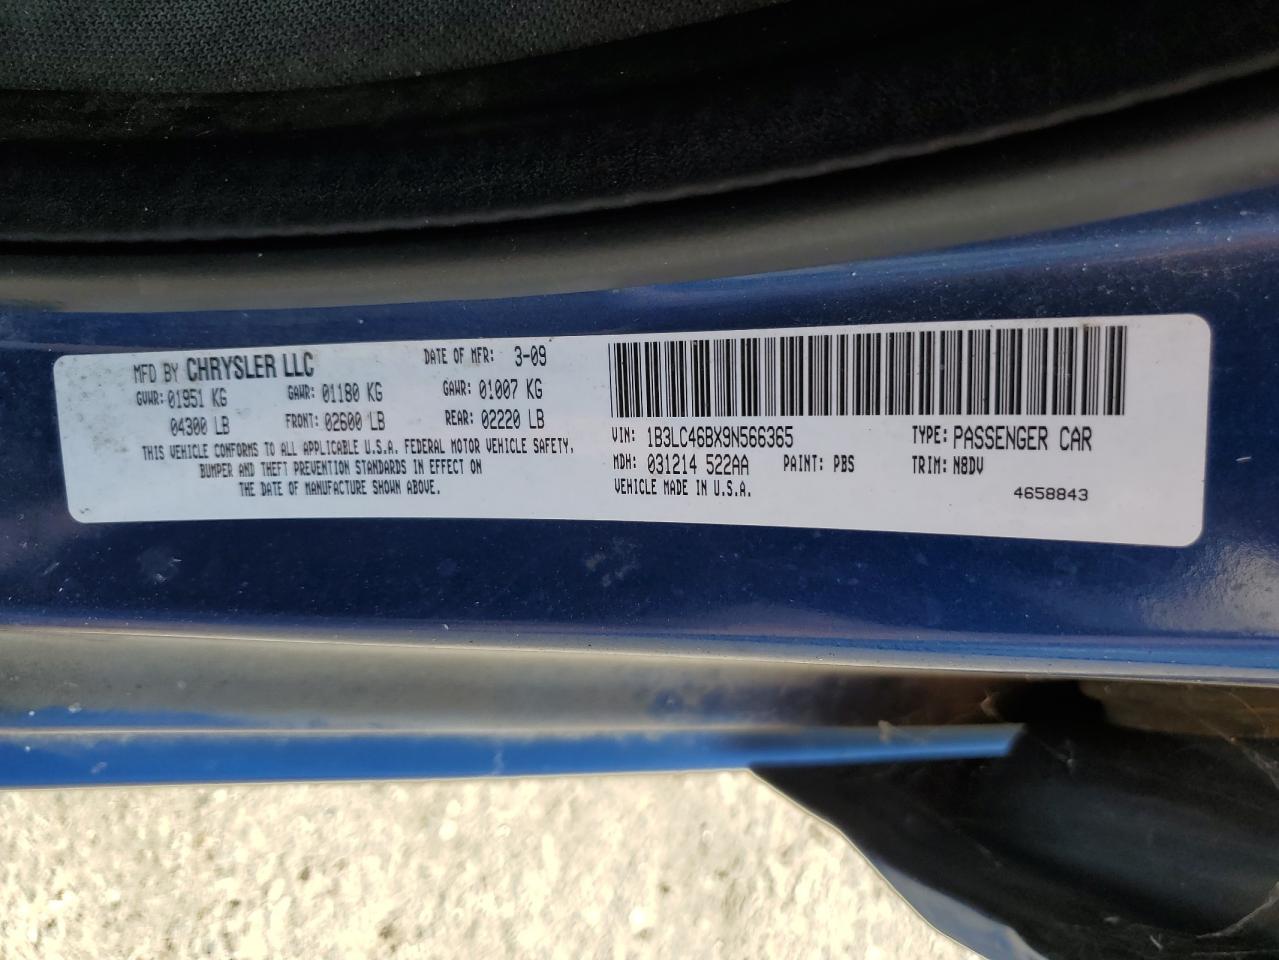 MFD BY CHRYSLER LLC DATE OF MFR: 3-09
GVWR: 01951 KG GAWR: 01180 KG GAWR: 01007 KG
04300 LB FRONT: 02600 LB REAR: 02220 LB
THIS VEHICLE CONFORMS TO ALL APPLICABLE U.S.A. FEDERAL MOTOR VEHICLE SAFETY,
BUMPER AND THEFT PREVENTION STANDARDS IN EFFECT ON
THE DATE OF MANUFACTURE SHOWN ABOVE.
VIN: 1B3LC46BX9N566365 TYPE: PASSENGER CAR
MDH: 031214 522AA PAINT: PBS TRIM: N8DV
VEHICLE MADE IN U.S.A. 4658843